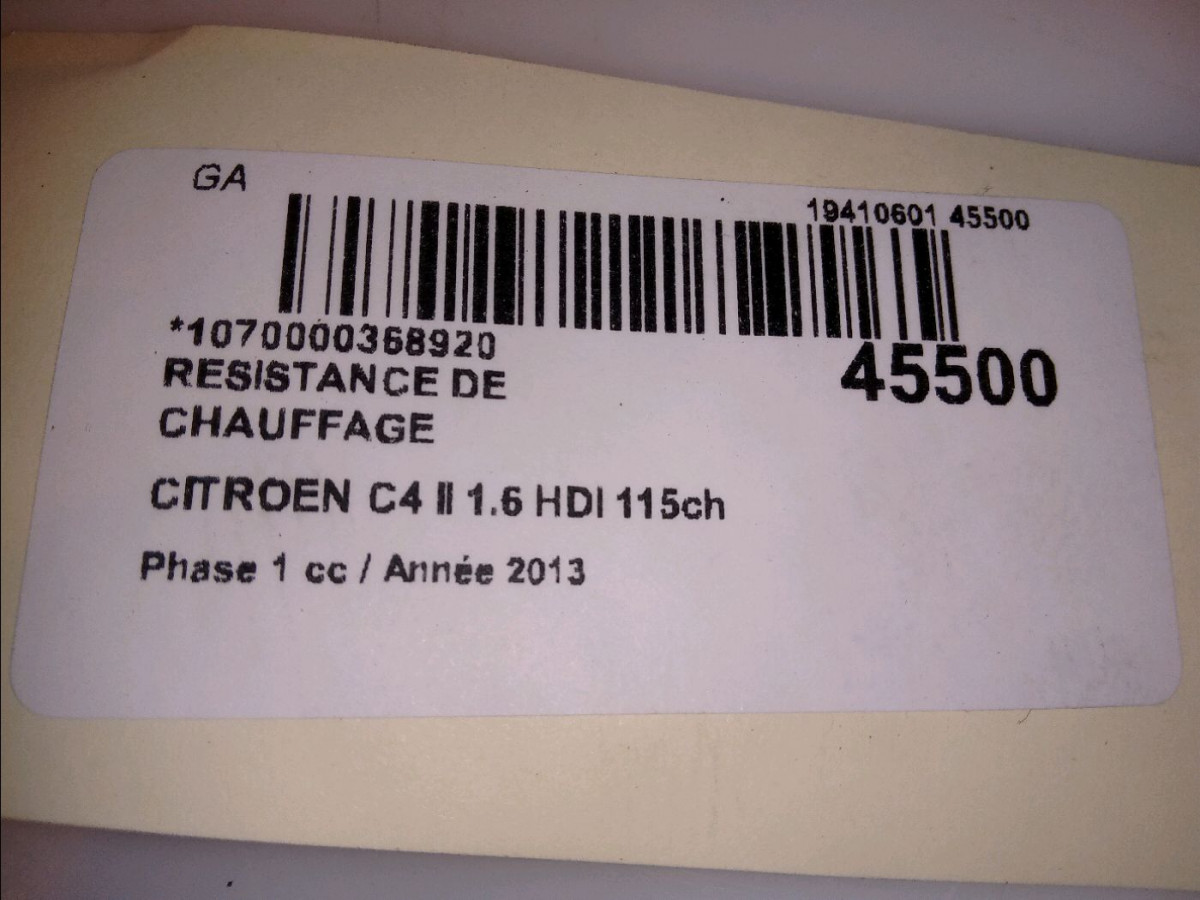 GA
19410601 45500
*1070000368920
45500
RESISTANCE DE
CHAUFFAGE
CITROEN C4 II 1.6 HDI 115ch
Phase 1 cc / Année 2013